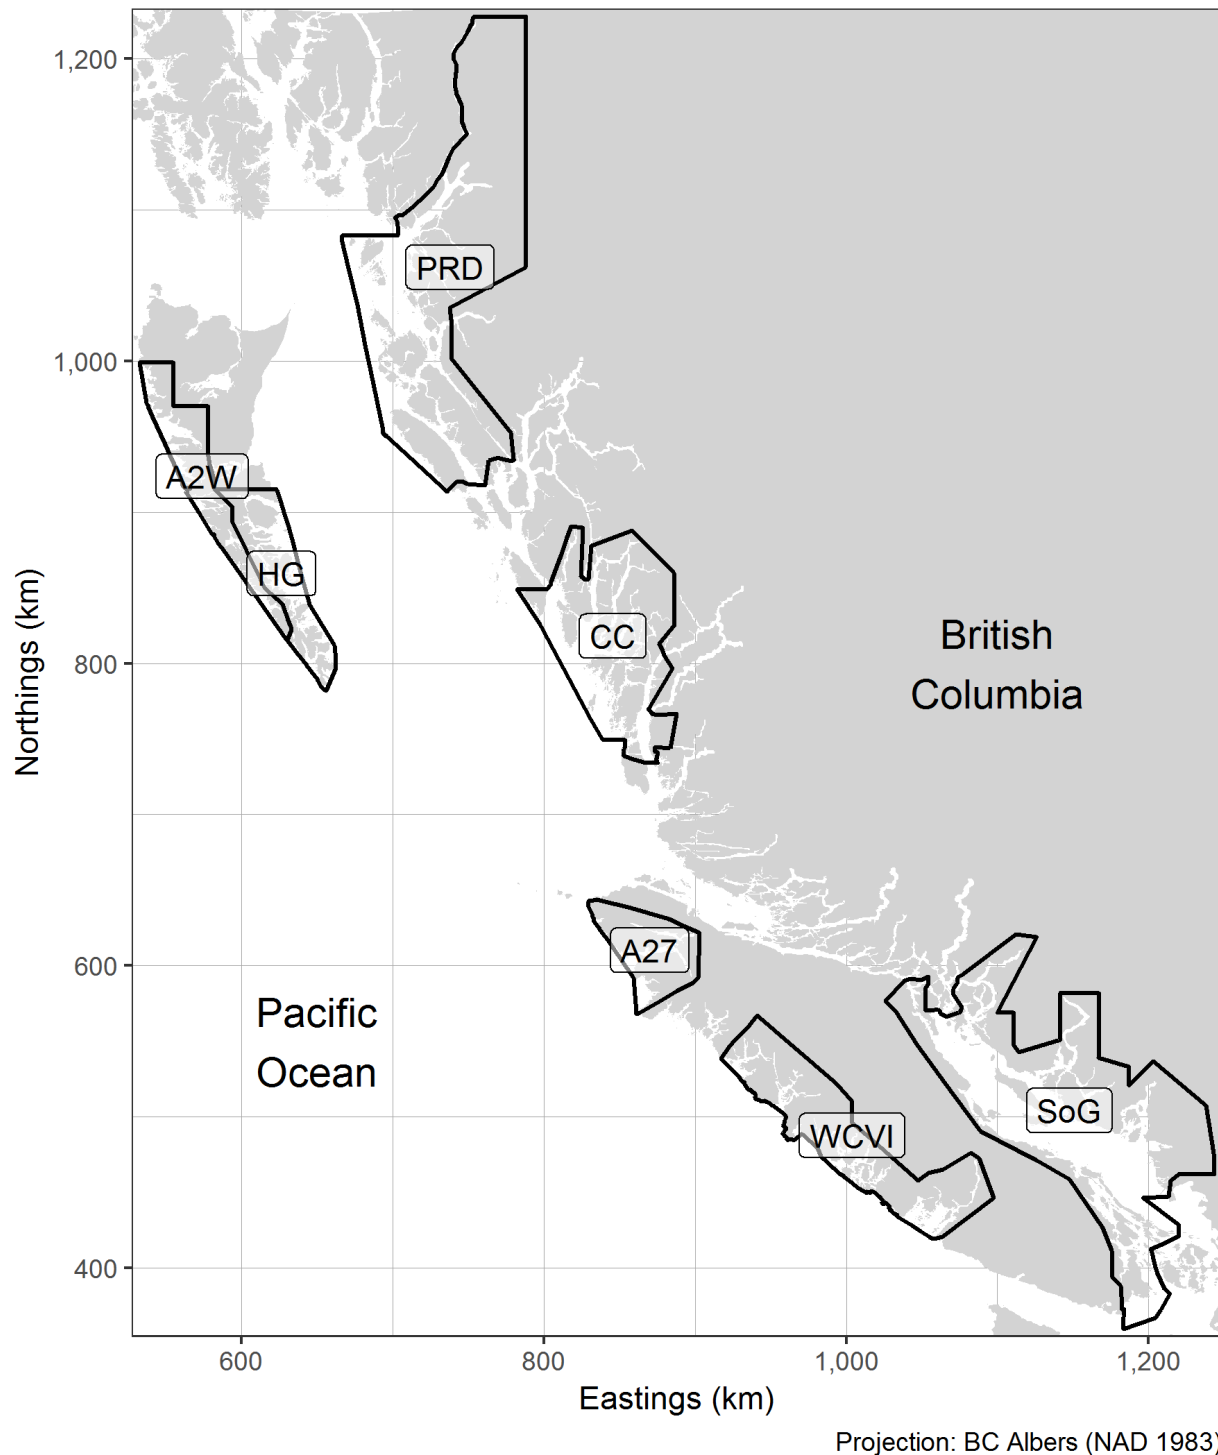 1,200
PRD
1,000
A2W
HG
CC
British
Columbia
800
Northings (km)
A27
600
Pacific
Ocean
SoG
WCVI
400
600
800
1,000
1,200
Eastings (km)
Projection: BC Albers (NAD 1983)